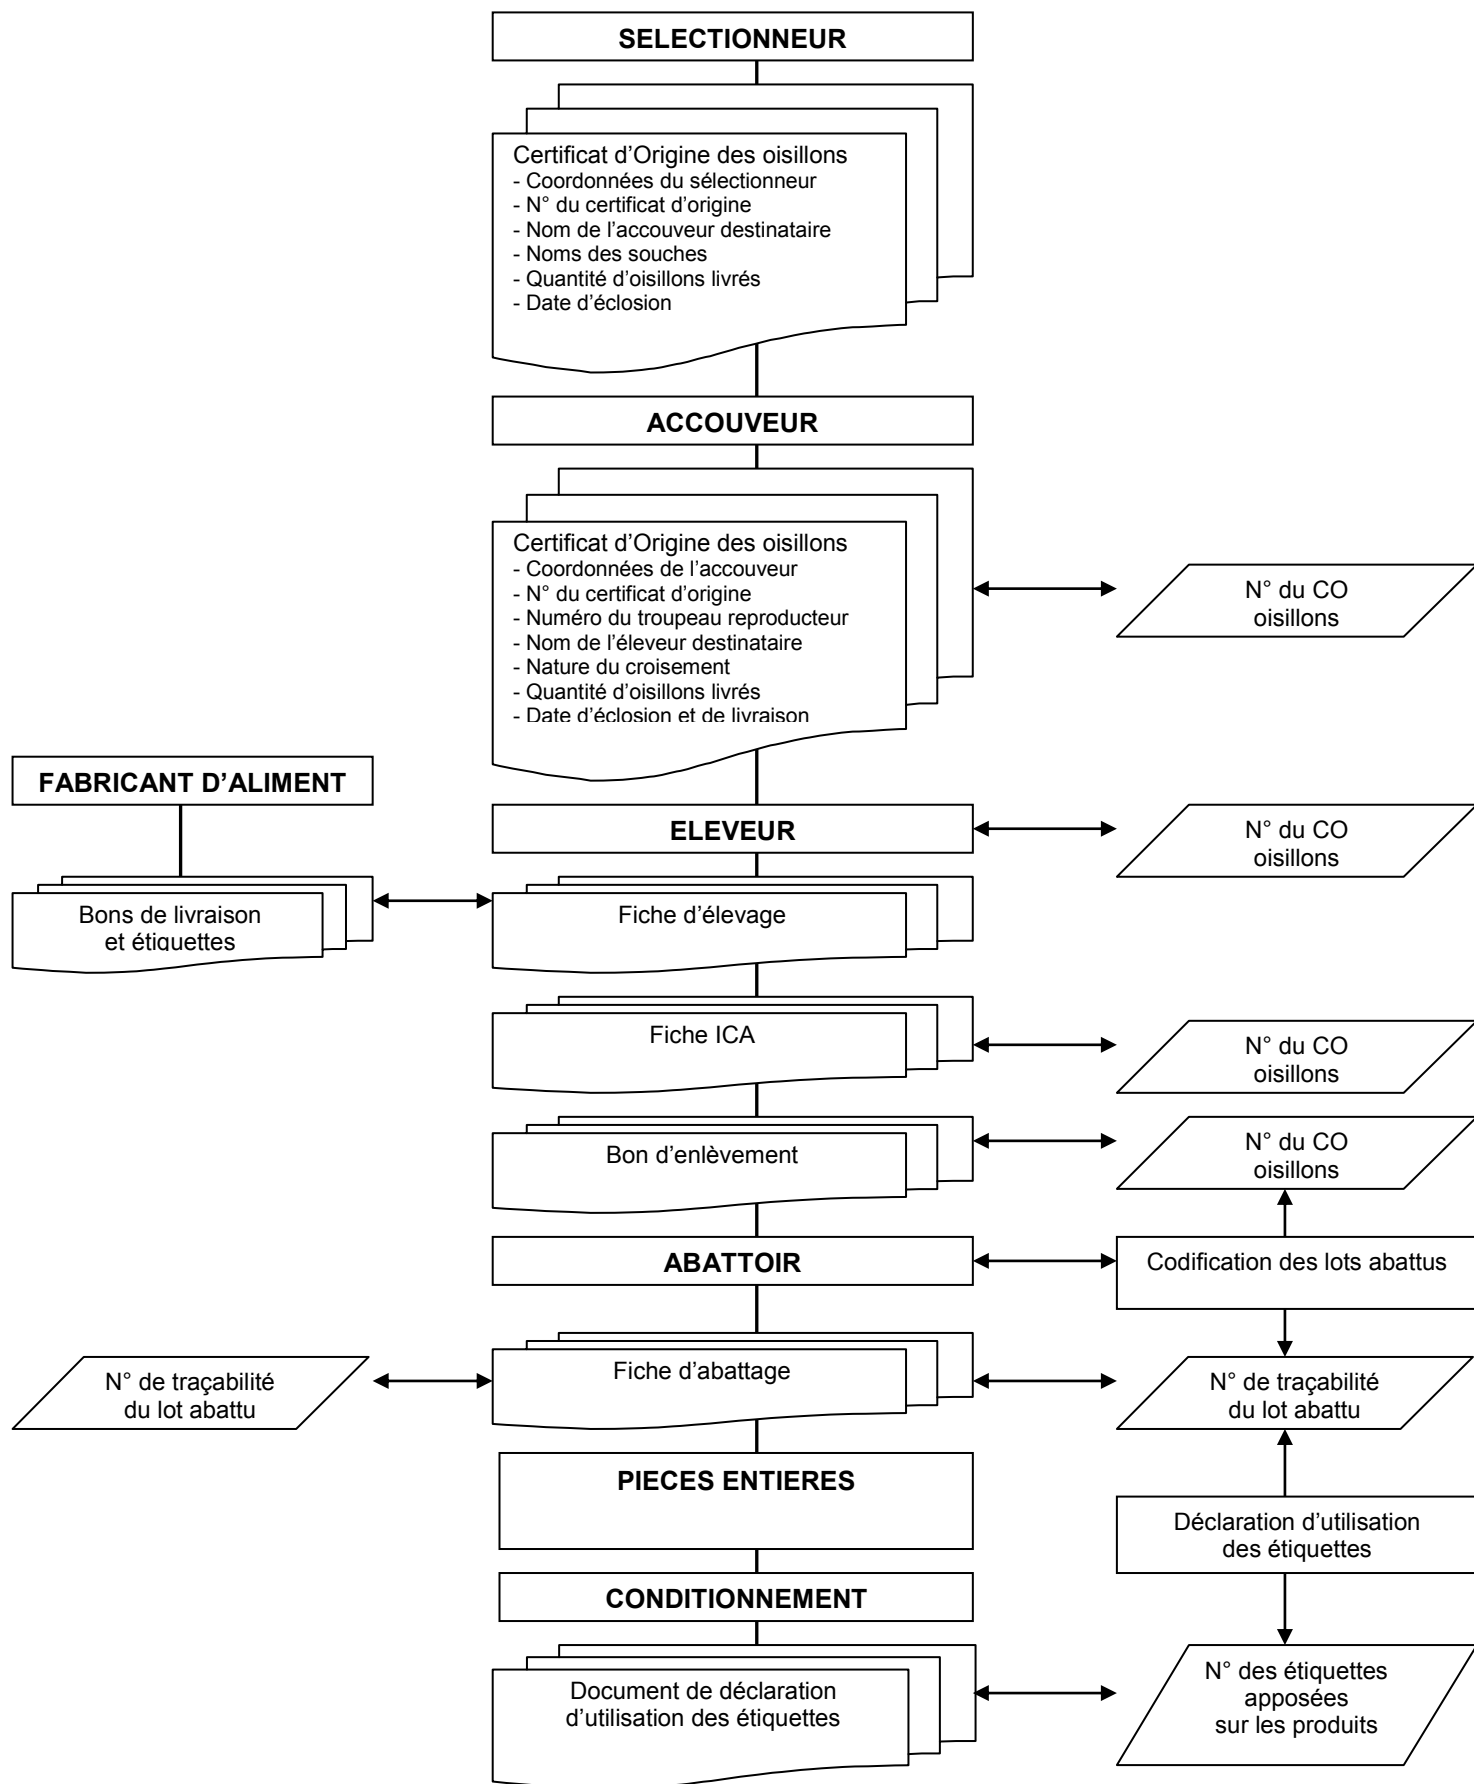 SELECTIONNEUR
Certificat d’Origine des oisillons
- Coordonnées du sélectionneur
- N° du certificat d’origine
- Nom de l’accouveur destinataire
- Noms des souches
- Quantité d’oisillons livrés
- Date d’éclosion
ACCOUVEUR
Certificat d’Origine des oisillons
- Coordonnées de l’accouveur
- N° du certificat d’origine
- Numéro du troupeau reproducteur
- Nom de l’éleveur destinataire
- Nature du croisement
- Quantité d’oisillons livrés
- Date d’éclosion et de livraison
N° du CO
oisillons
FABRICANT D’ALIMENT
ELEVEUR
N° du CO
oisillons
Bons de livraison
et étiquettes
Fiche d’élevage
Fiche ICA
N° du CO
oisillons
Bon d’enlèvement
N° du CO
oisillons
ABATTOIR
Codification des lots abattus
N° de traçabilité
du lot abattu
Fiche d’abattage
N° de traçabilité
du lot abattu
PIECES ENTIERES
Déclaration d’utilisation
des étiquettes
CONDITIONNEMENT
Document de déclaration
d’utilisation des étiquettes
N° des étiquettes
apposées
sur les produits